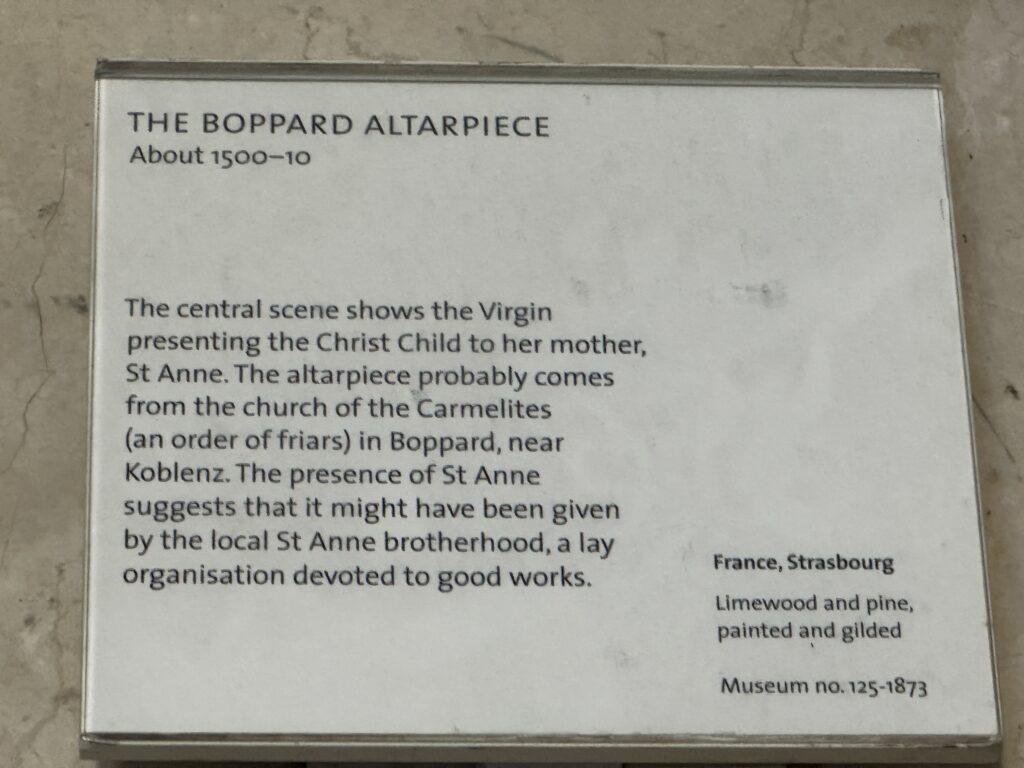 THE BOPPARD ALTARPIECE
About 1500–10
The central scene shows the Virgin
presenting the Christ Child to her mother,
St Anne. The altarpiece probably comes
from the church of the Carmelites
(an order of friars) in Boppard, near
Koblenz. The presence of St Anne
suggests that it might have been given
by the local St Anne brotherhood, a lay
organisation devoted to good works.
France, Strasbourg
Limewood and pine,
painted and gilded
Museum no. 125-1873